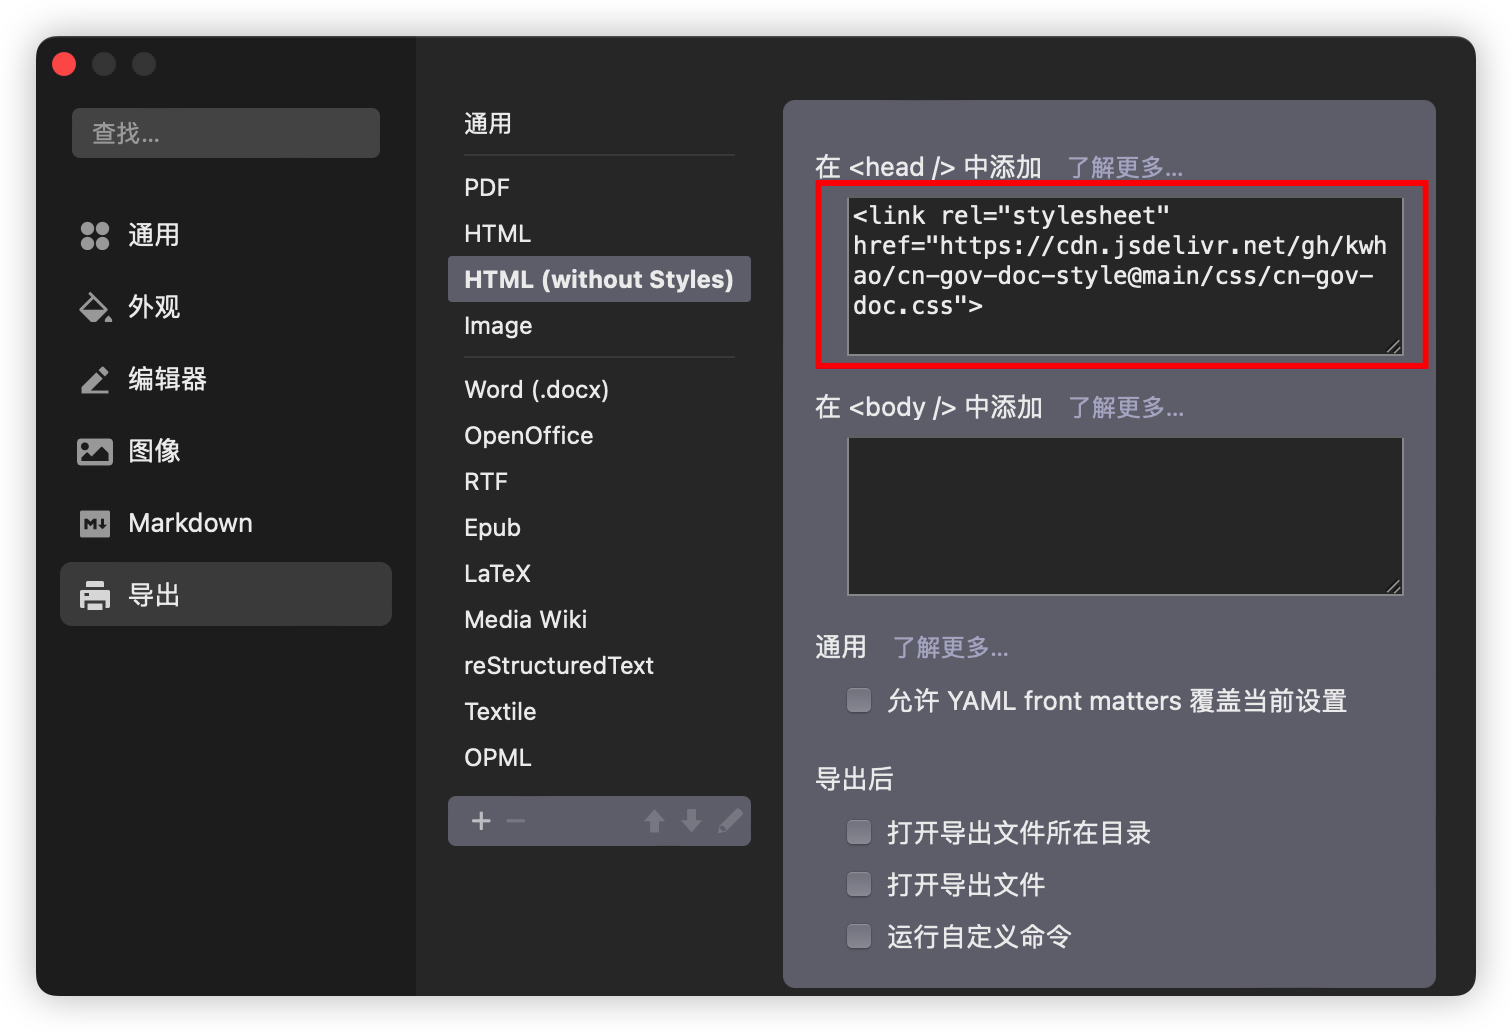 查找...
通用
外观
编辑器
图像
Markdown
导出
通用
PDF
HTML
HTML (without Styles)
Image
Word (.docx)
OpenOffice
RTF
Epub
LaTeX
Media Wiki
reStructuredText
Textile
OPML
在 <head /> 中添加 了解更多...
<link rel="stylesheet"
href="https://cdn.jsdelivr.net/gh/kwh
ao/cn-gov-doc-style@main/css/cn-gov-
doc.css">
在 <body /> 中添加 了解更多...
通用 了解更多...
允许 YAML front matters 覆盖当前设置
导出后
打开导出文件所在目录
打开导出文件
运行自定义命令